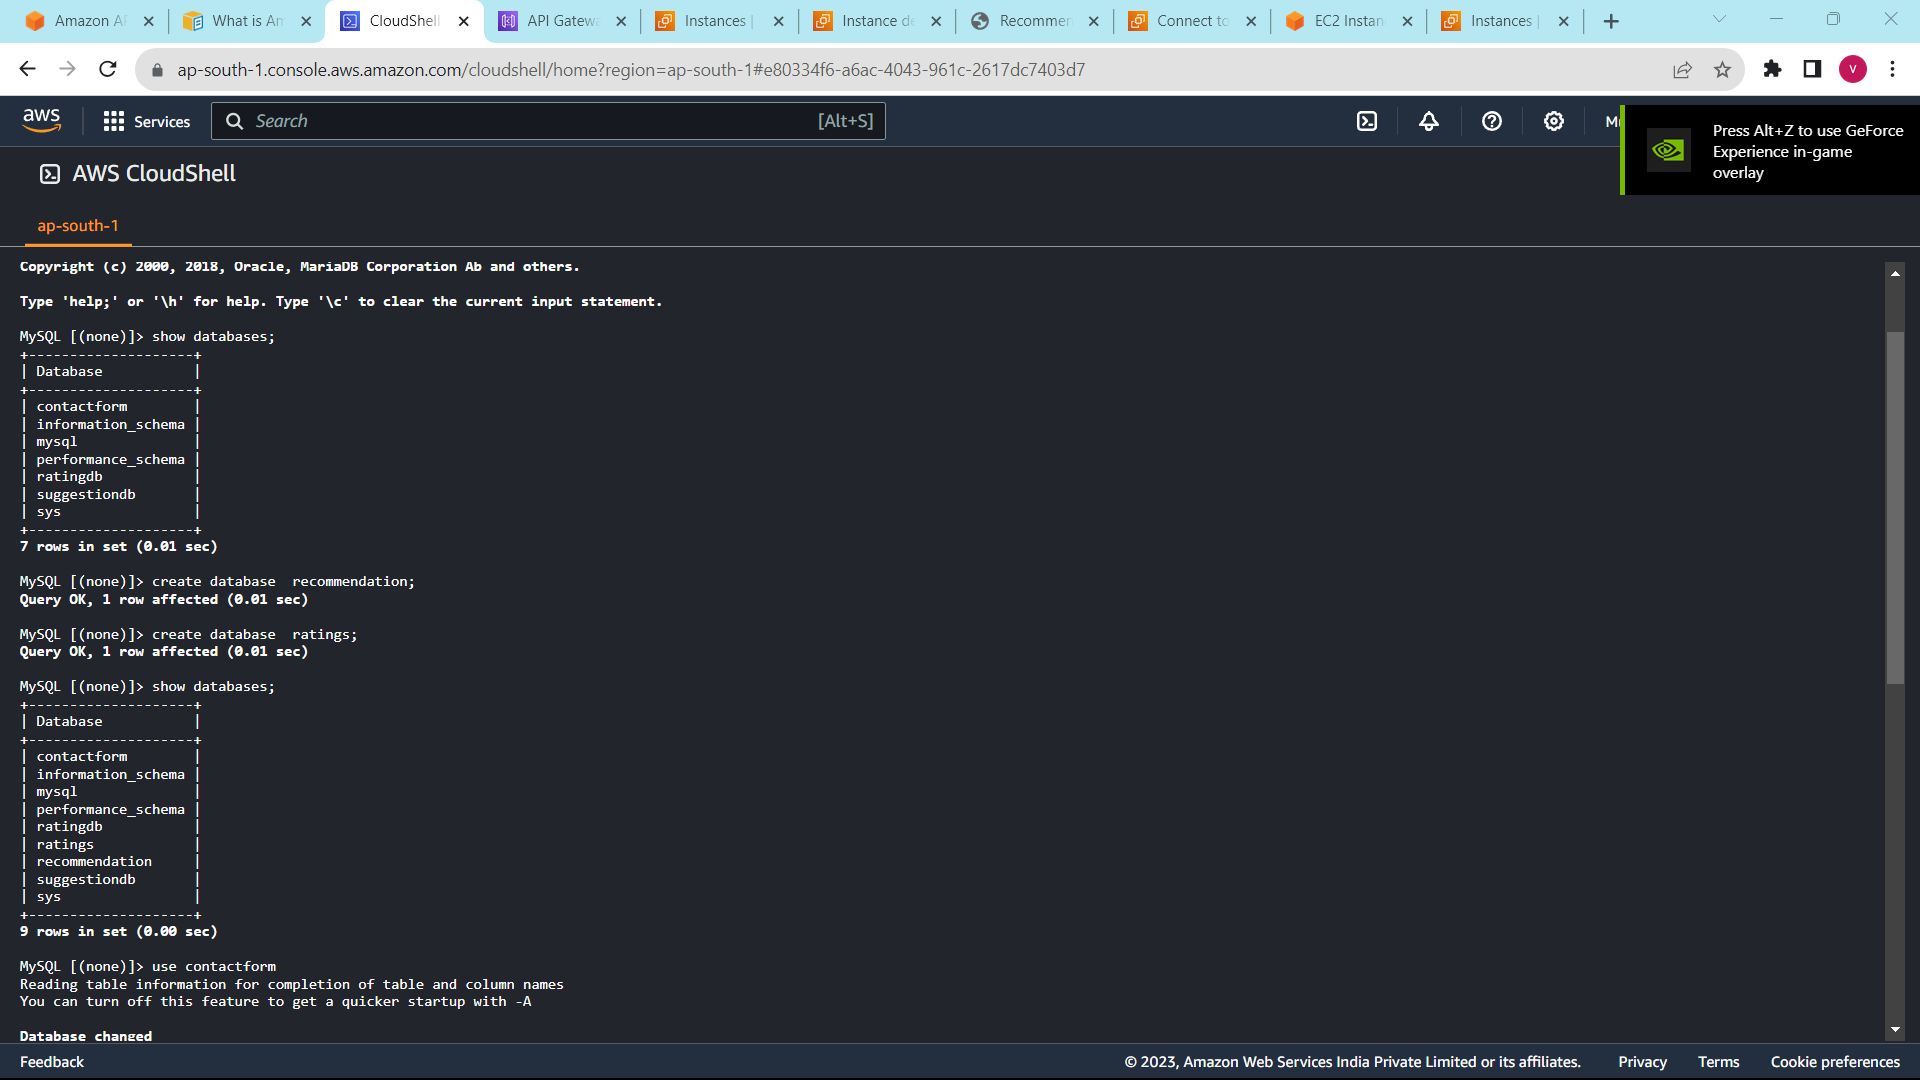 Amazon AP
What is Am
CloudShell
API Gatewa
Instances |
Instance de
Recommen
Connect to
EC2 Instan
Instances |
ap-south-1.console.aws.amazon.com/cloudshell/home?region=ap-south-1#e80334f6-a6ac-4043-961c-2617dc7403d7
V
aws
Services
Search
[Alt+S]
Press Alt+Z to use GeForce
Experience in-game
overlay
AWS CloudShell
ap-south-1
Copyright (c) 2000, 2018, Oracle, MariaDB Corporation Ab and others.
Type 'help;' or '\h' for help. Type '\c' to clear the current input statement.
MySQL [(none)]> show databases;
+--------------------+
| Database           |
+--------------------+
| contactform        |
| information_schema |
| mysql              |
| performance_schema |
| ratingdb           |
| suggestiondb       |
| sys                |
+--------------------+
7 rows in set (0.01 sec)
MySQL [(none)]> create database  recommendation;
Query OK, 1 row affected (0.01 sec)
MySQL [(none)]> create database  ratings;
Query OK, 1 row affected (0.01 sec)
MySQL [(none)]> show databases;
+--------------------+
| Database           |
+--------------------+
| contactform        |
| information_schema |
| mysql              |
| performance_schema |
| ratingdb           |
| ratings            |
| recommendation     |
| suggestiondb       |
| sys                |
+--------------------+
9 rows in set (0.00 sec)
MySQL [(none)]> use contactform
Reading table information for completion of table and column names
You can turn off this feature to get a quicker startup with -A
Database changed
Feedback
© 2023, Amazon Web Services India Private Limited or its affiliates.
Privacy
Terms
Cookie preferences